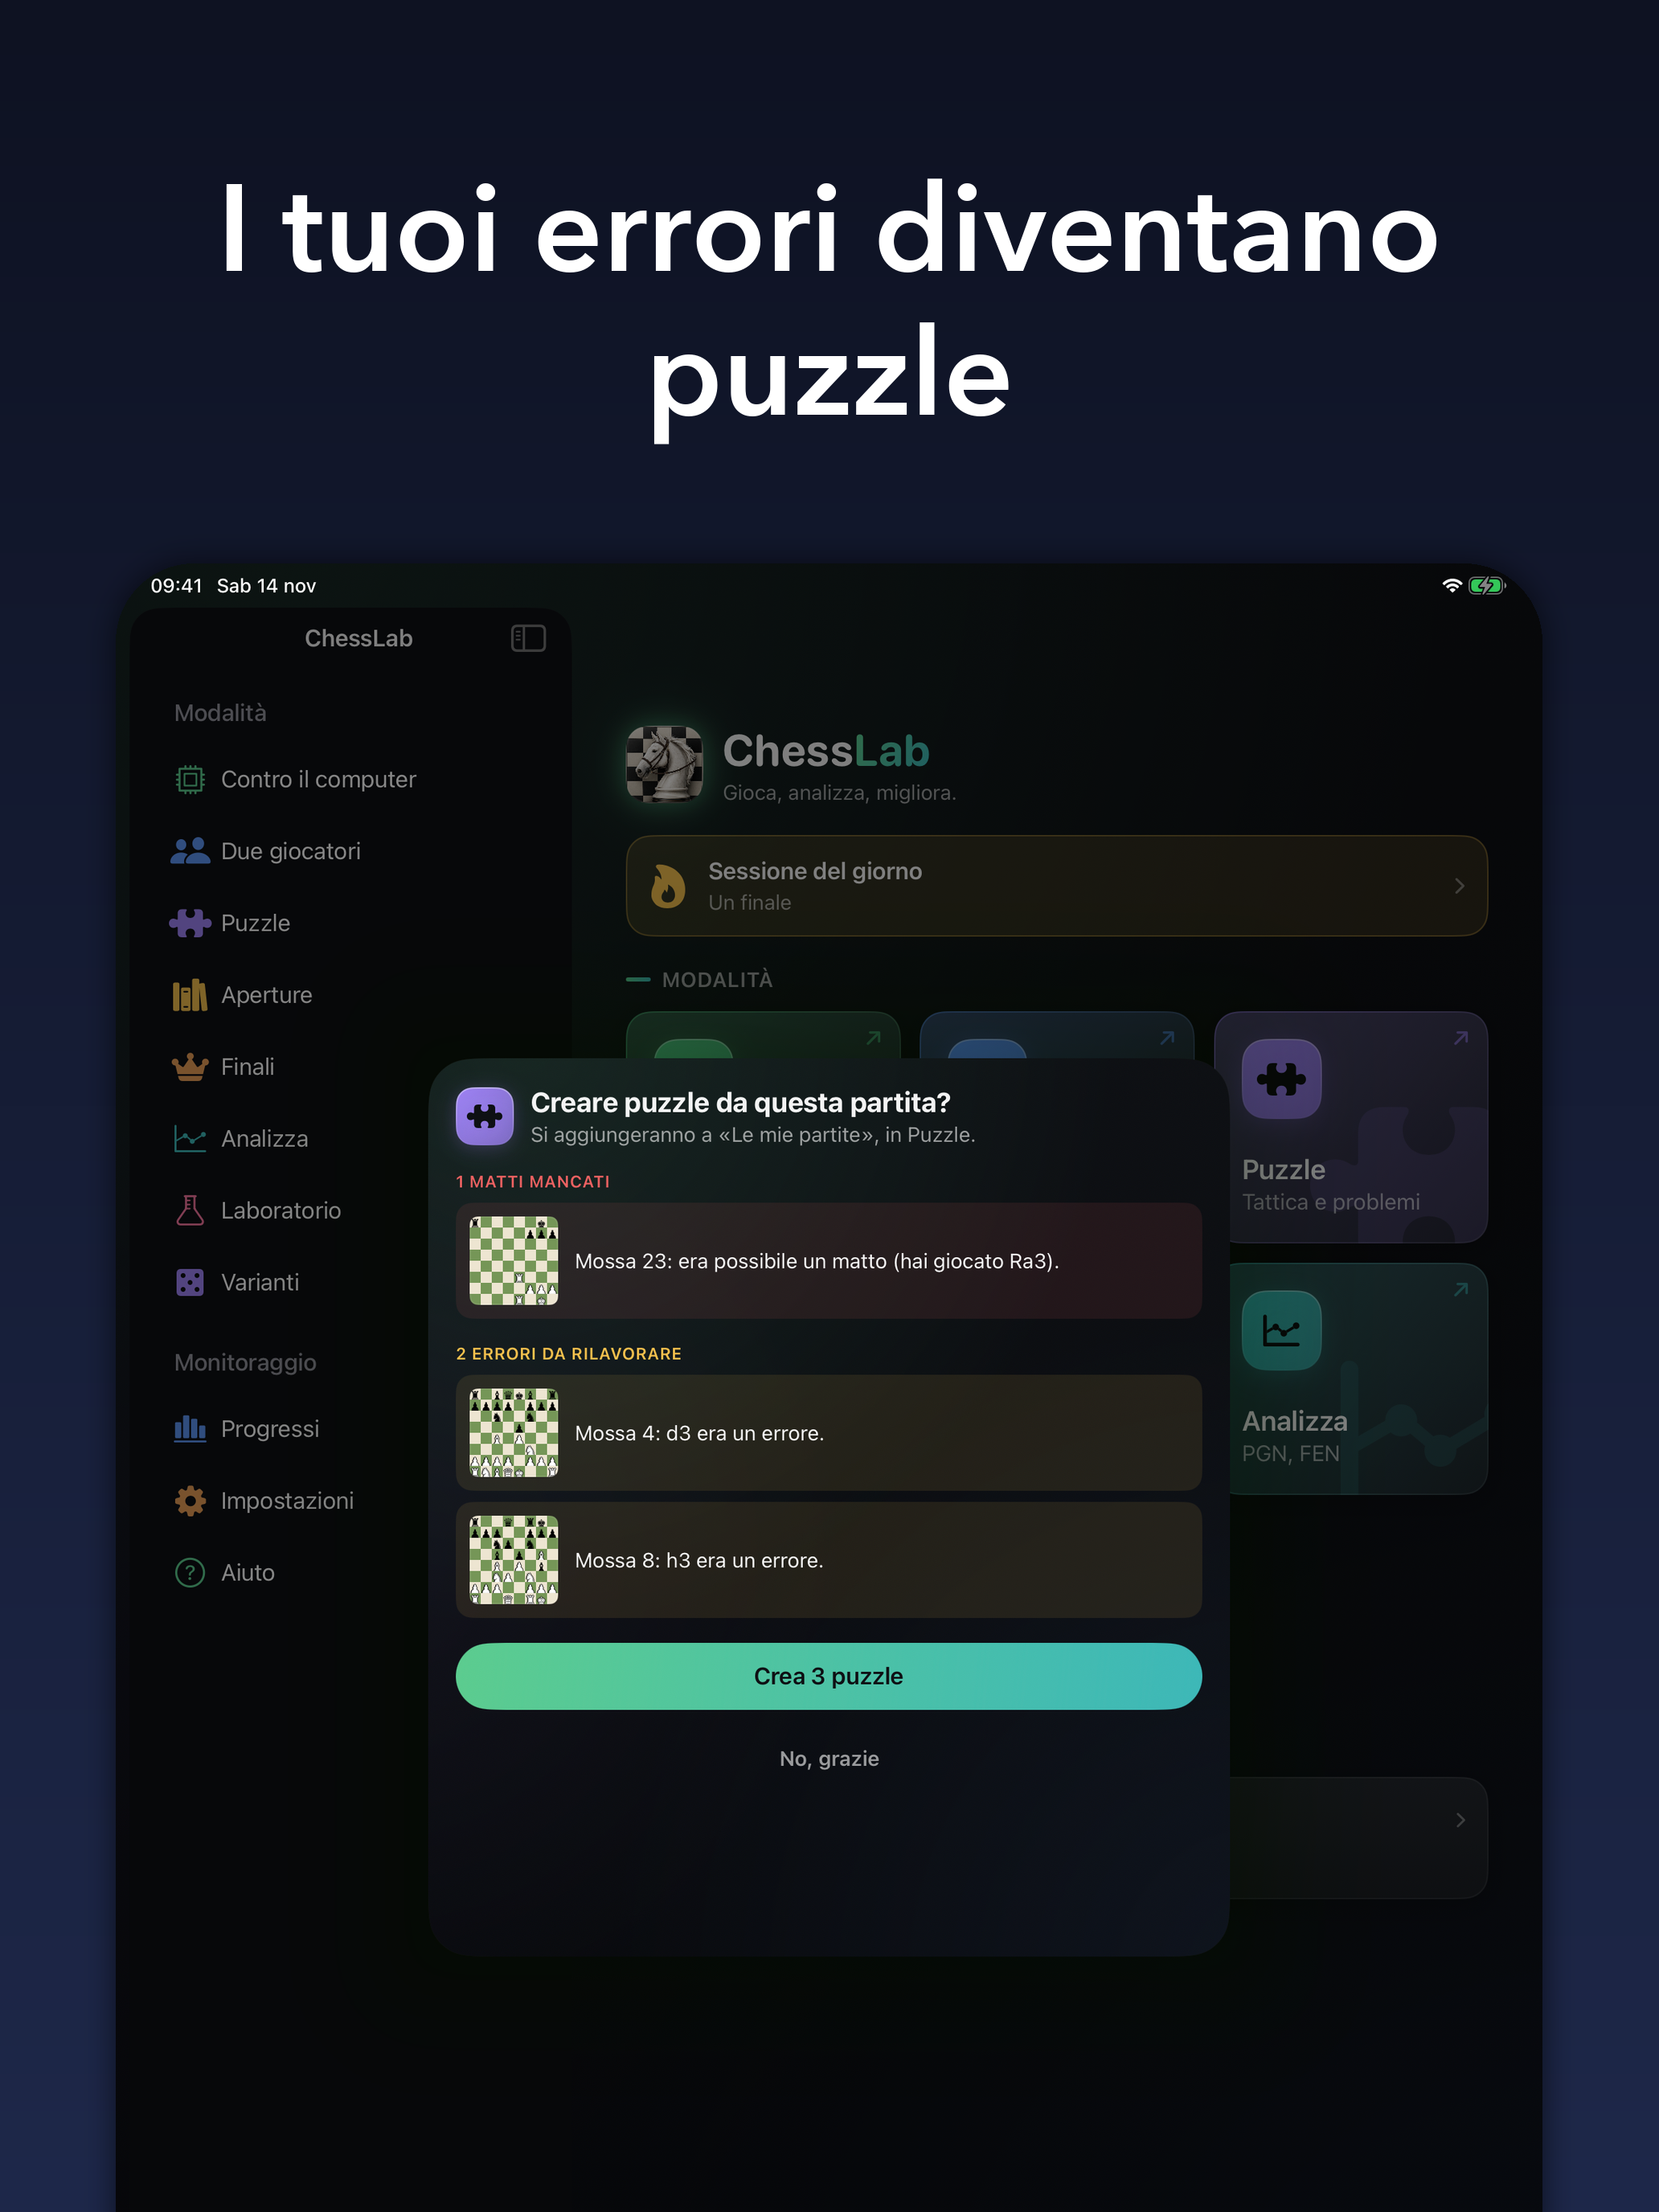 I tuoi errori diventano
puzzle
09:41 Sab 14 nov
ChessLab
Modalità
Contro il computer
Due giocatori
Puzzle
Aperture
Finali
Analizza
Laboratorio
Varianti
Monitoraggio
Progressi
Impostazioni
Aiuto
ChessLab
Gioca, analizza, migliora.
Sessione del giorno
Un finale
MODALITÀ
Puzzle
Tattica e problemi
Analizza
PGN, FEN
Creare puzzle da questa partita?
Si aggiungeranno a «Le mie partite», in Puzzle.
1 MATTI MANCATI
Mossa 23: era possibile un matto (hai giocato Ra3).
2 ERRORI DA RILAVORARE
Mossa 4: d3 era un errore.
Mossa 8: h3 era un errore.
Crea 3 puzzle
No, grazie